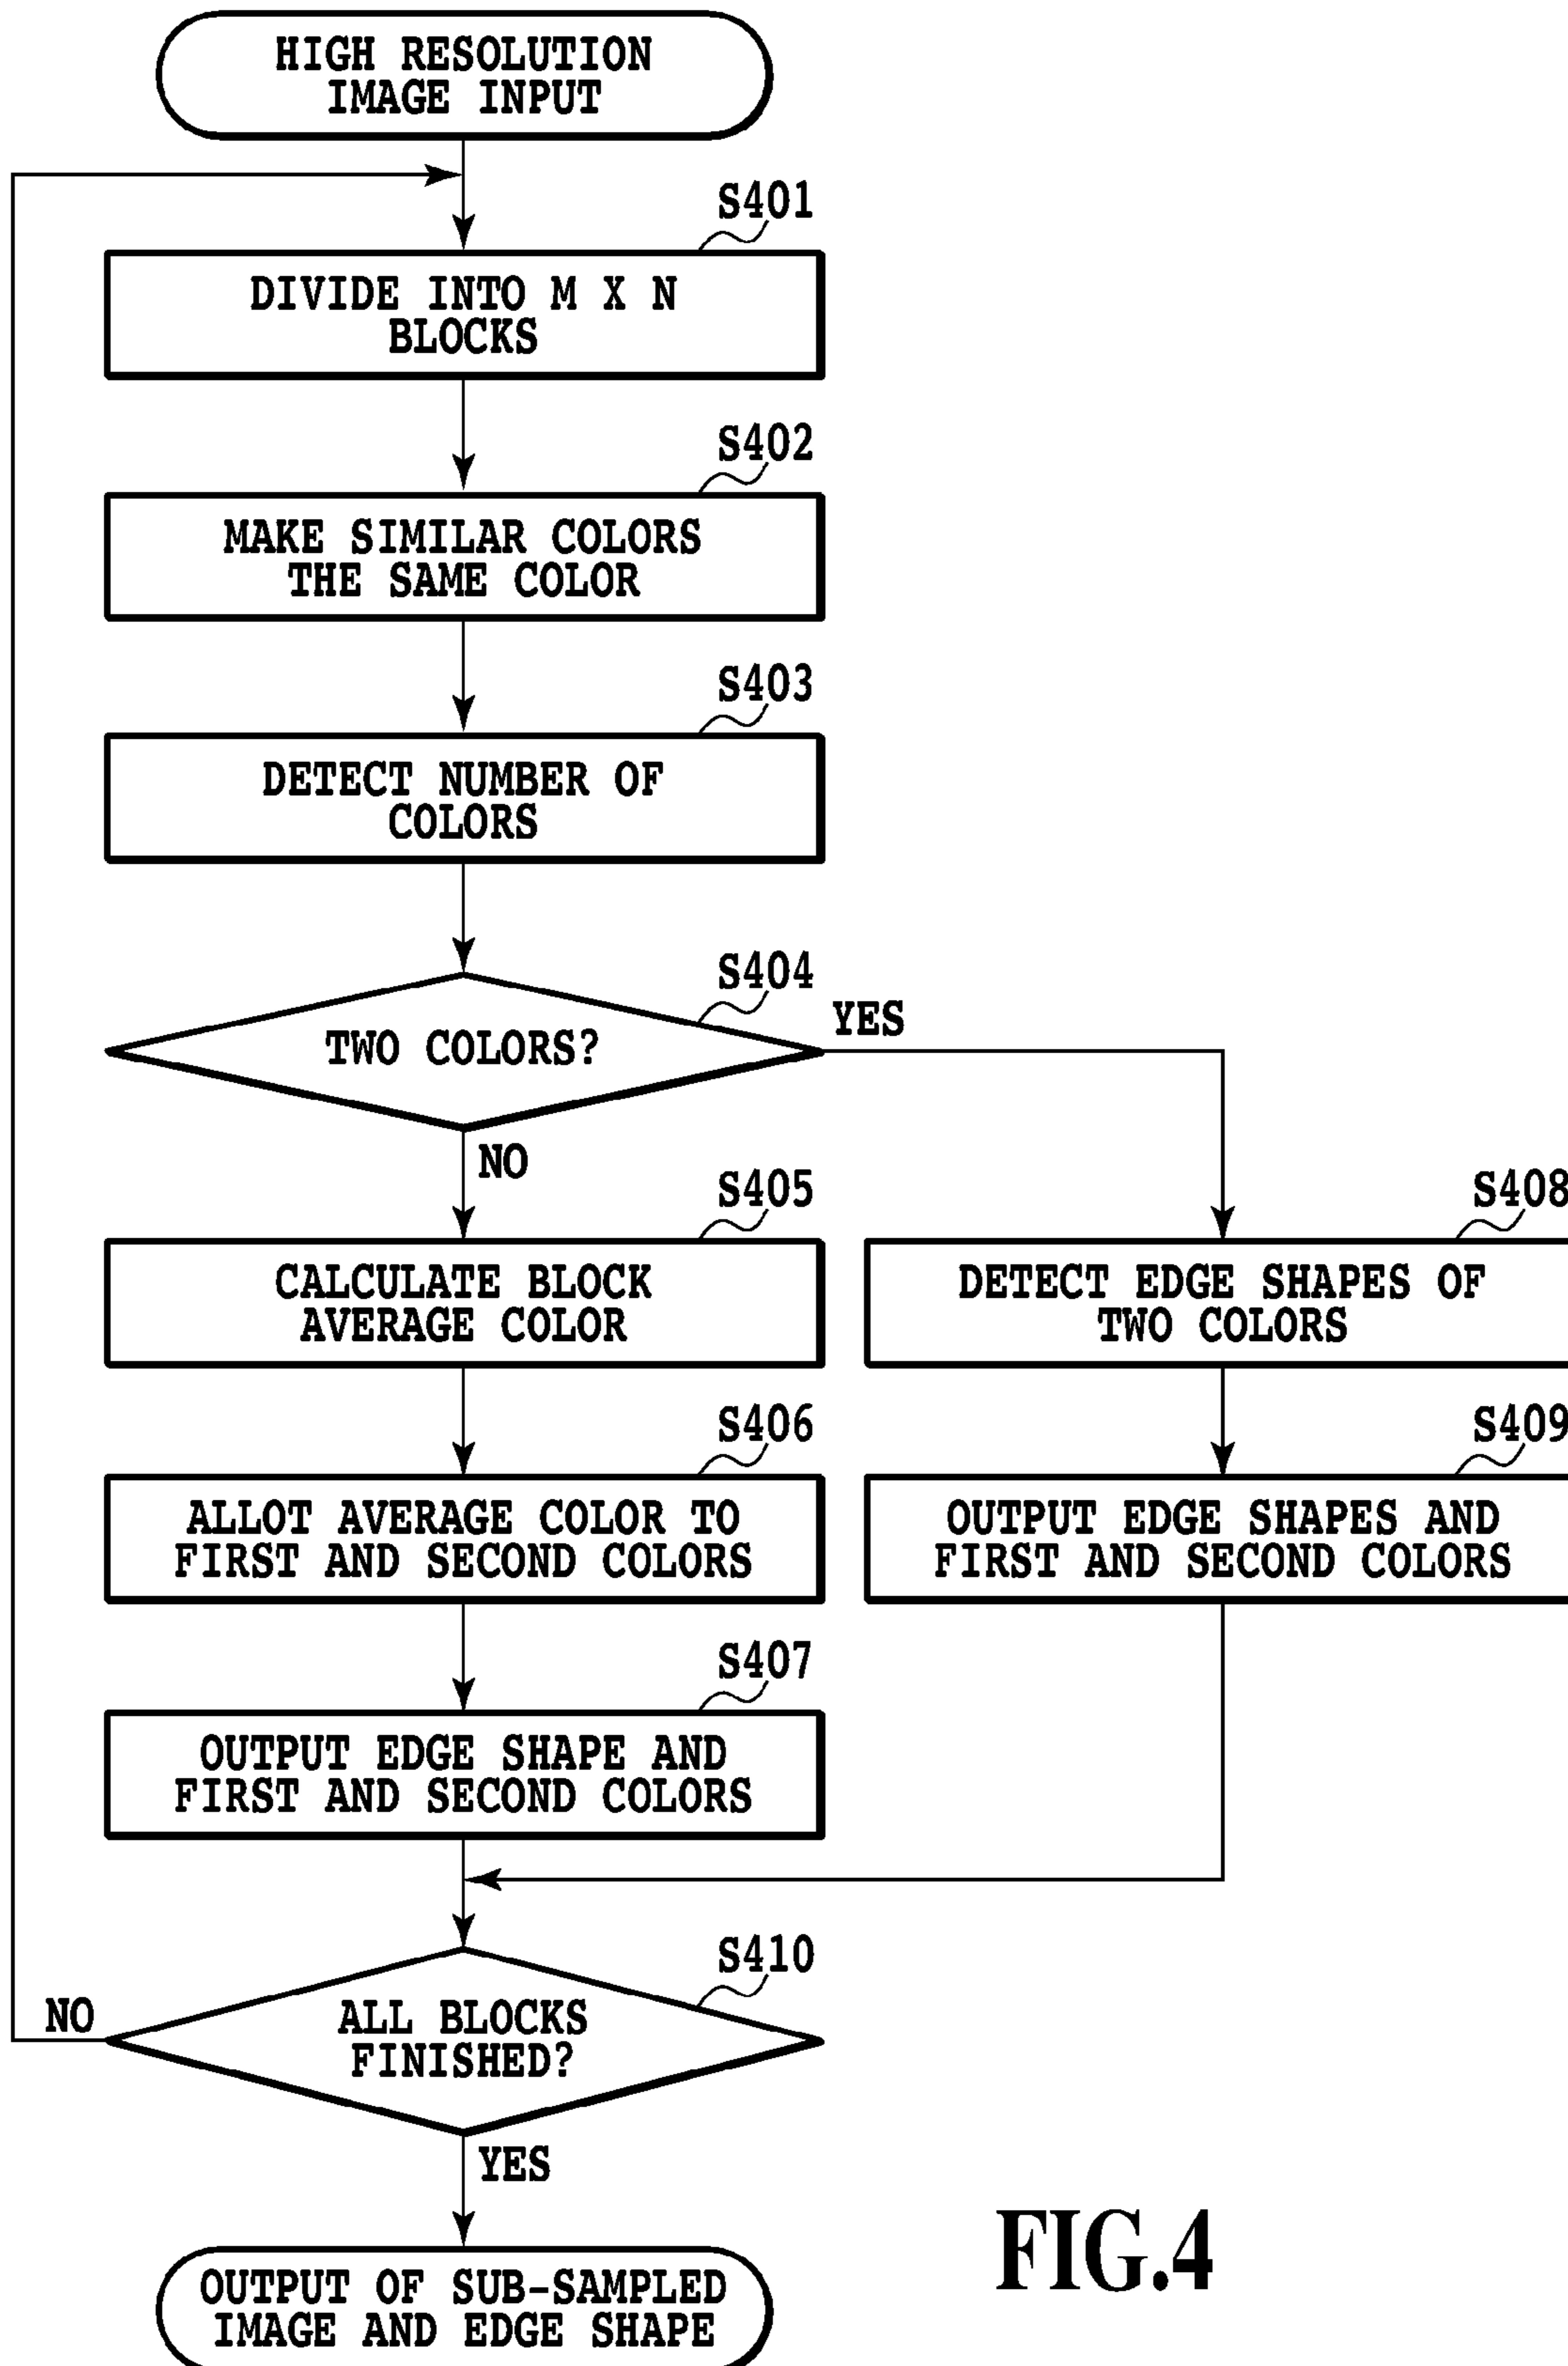 HIGH RESOLUTION
IMAGE INPUT
S401
DIVIDE INTO M X N
BLOCKS
S402
MAKE SIMILAR COLORS
THE SAME COLOR
S403
DETECT NUMBER OF
COLORS
S404
TWO COLORS?
YES
NO
S405
CALCULATE BLOCK
AVERAGE COLOR
S408
DETECT EDGE SHAPES OF
TWO COLORS
S406
ALLOT AVERAGE COLOR TO
FIRST AND SECOND COLORS
S409
OUTPUT EDGE SHAPES AND
FIRST AND SECOND COLORS
S407
OUTPUT EDGE SHAPE AND
FIRST AND SECOND COLORS
S410
ALL BLOCKS
FINISHED?
NO
YES
OUTPUT OF SUB-SAMPLED
IMAGE AND EDGE SHAPE
FIG.4